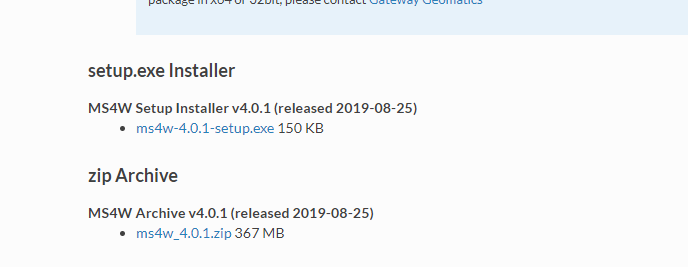 package in x64 or 32bit, please contact Gateway Geomatics
setup.exe Installer
MS4W Setup Installer v4.0.1 (released 2019-08-25)
• ms4w-4.0.1-setup.exe 150 KB
zip Archive
MS4W Archive v4.0.1 (released 2019-08-25)
• ms4w_4.0.1.zip 367 MB